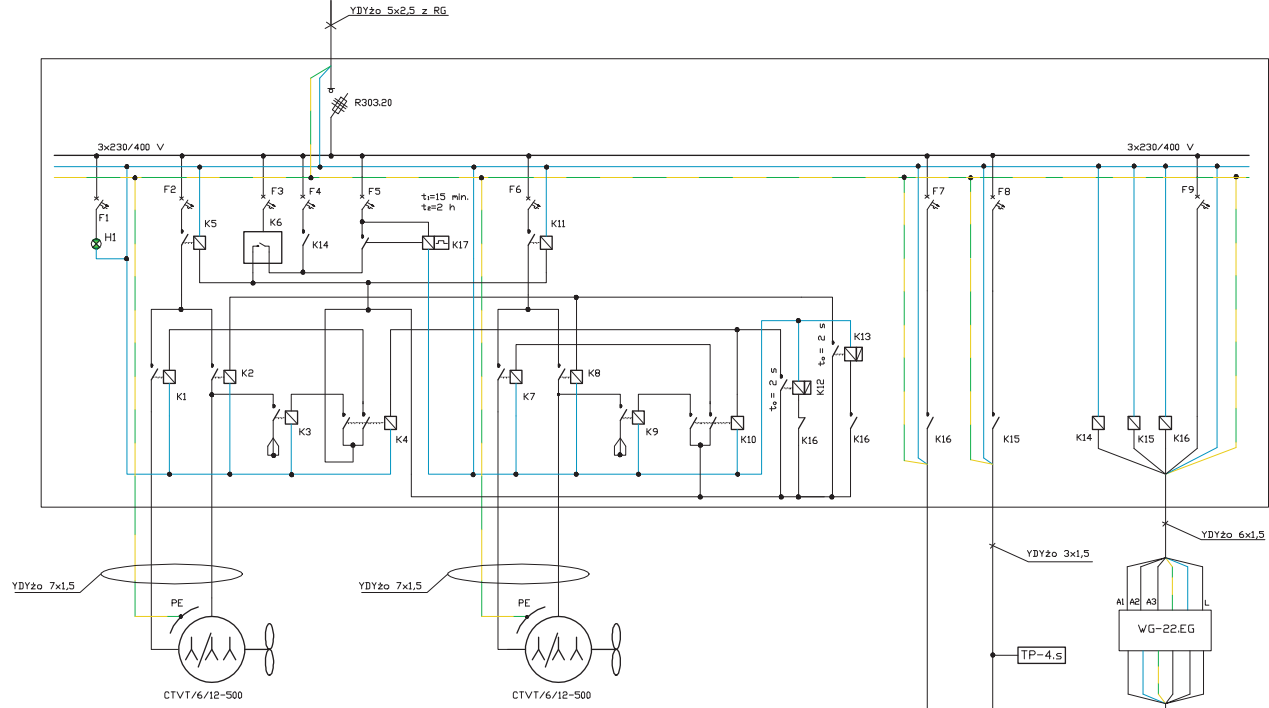 YDYżo 5x2,5 z RG
R303.20
3x230/400 V
3x230/400 V
F1
F2
F3
F4
F5
F6
F7
F8
F9
t₁=15 min.
t₂=2 h
H1
K5
K6
K14
K17
K11
K1
K2
K3
K4
K7
K8
K9
K10
t₀= 2 s
K12
t₀= 2 s
K13
K16
K16
K16
K15
K14
K15
K16
YDYżo 6x1,5
YDYżo 3x1,5
YDYżo 7x1,5
YDYżo 7x1,5
PE
PE
A1
A2
A3
L
WG-22.EG
TP-4.s
CTVT/6/12-500
CTVT/6/12-500